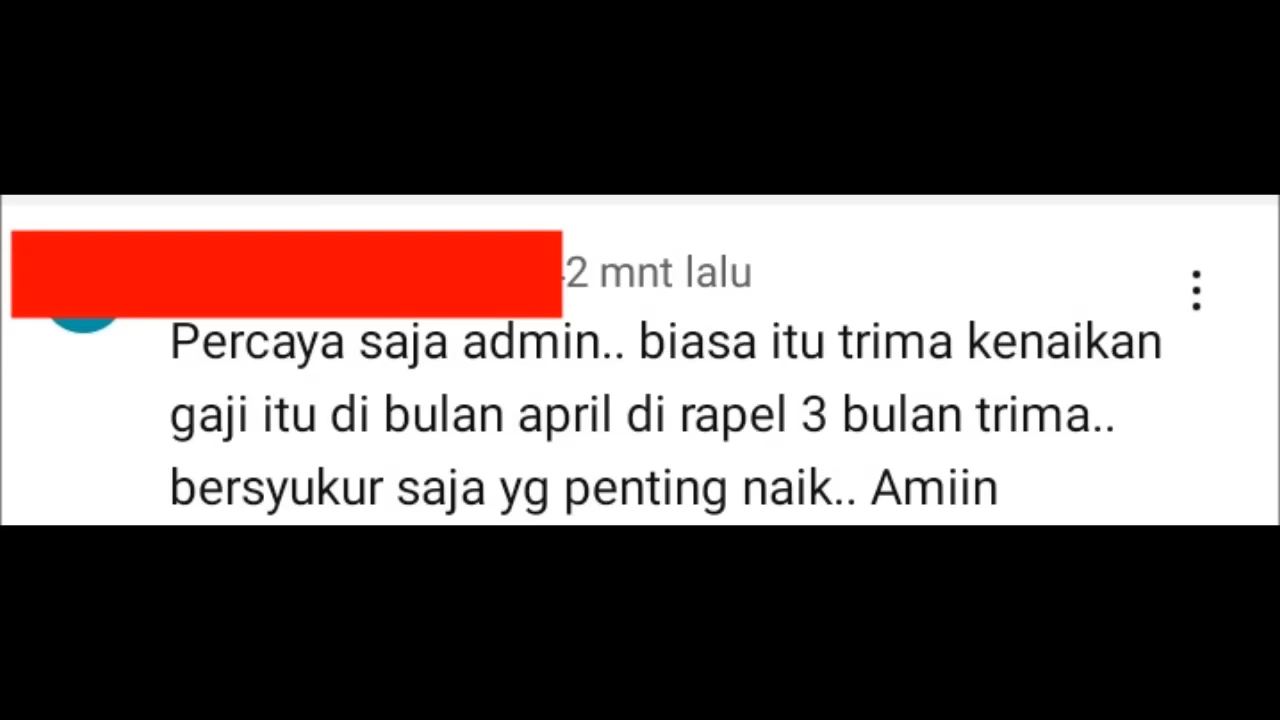 2 mnt lalu
Percaya saja admin.. biasa itu trima kenaikan
gaji itu di bulan april di rapel 3 bulan trima..
bersyukur saja yg penting naik.. Amiin